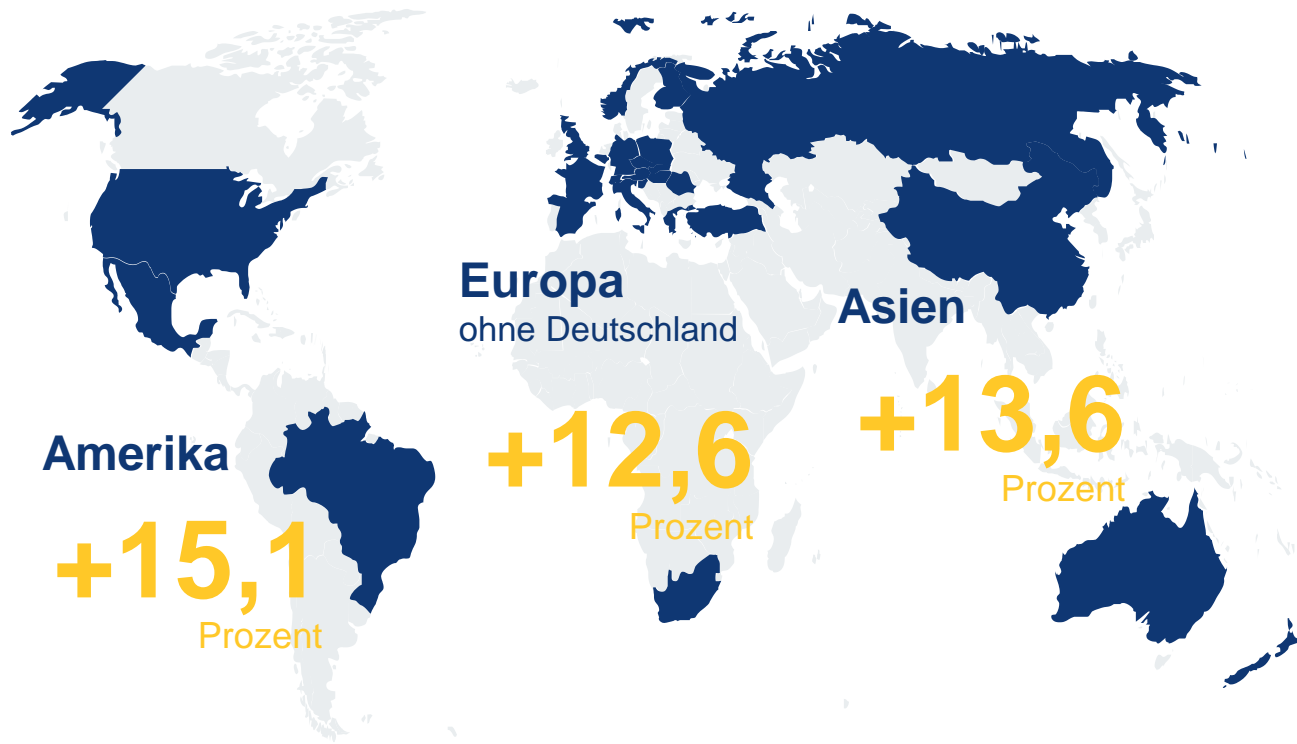 Europa
ohne Deutschland
+12,6
Prozent
Asien
+13,6
Prozent
Amerika
+15,1
Prozent